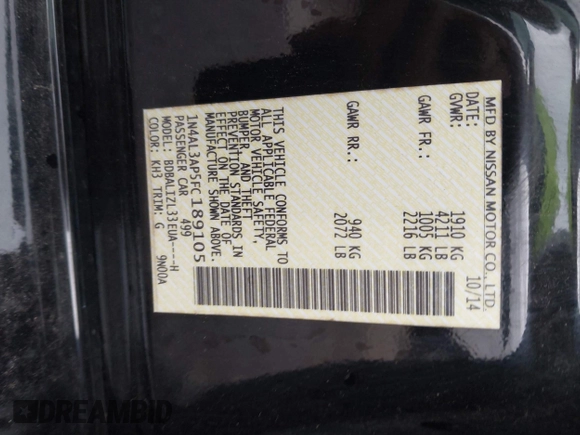 MFD BY NISSAN MOTOR CO., LTD.
DATE: 10/14
GVWR: 1910 KG
4211 LB
GAWR FR.: 1005 KG
2216 LB
GAWR RR.: 940 KG
2072 LB
THIS VEHICLE CONFORMS TO
ALL APPLICABLE FEDERAL
MOTOR VEHICLE SAFETY,
BUMPER, AND THEFT
PREVENTION STANDARDS IN
EFFECT ON THE DATE OF
MANUFACTURE SHOWN ABOVE.
1N4AL3AP5FC189105
PASSENGER CAR 499
MODEL: BDBALIZL33EUA----H
COLOR: KH3 TRIM: G 9N00A
DREAMBID